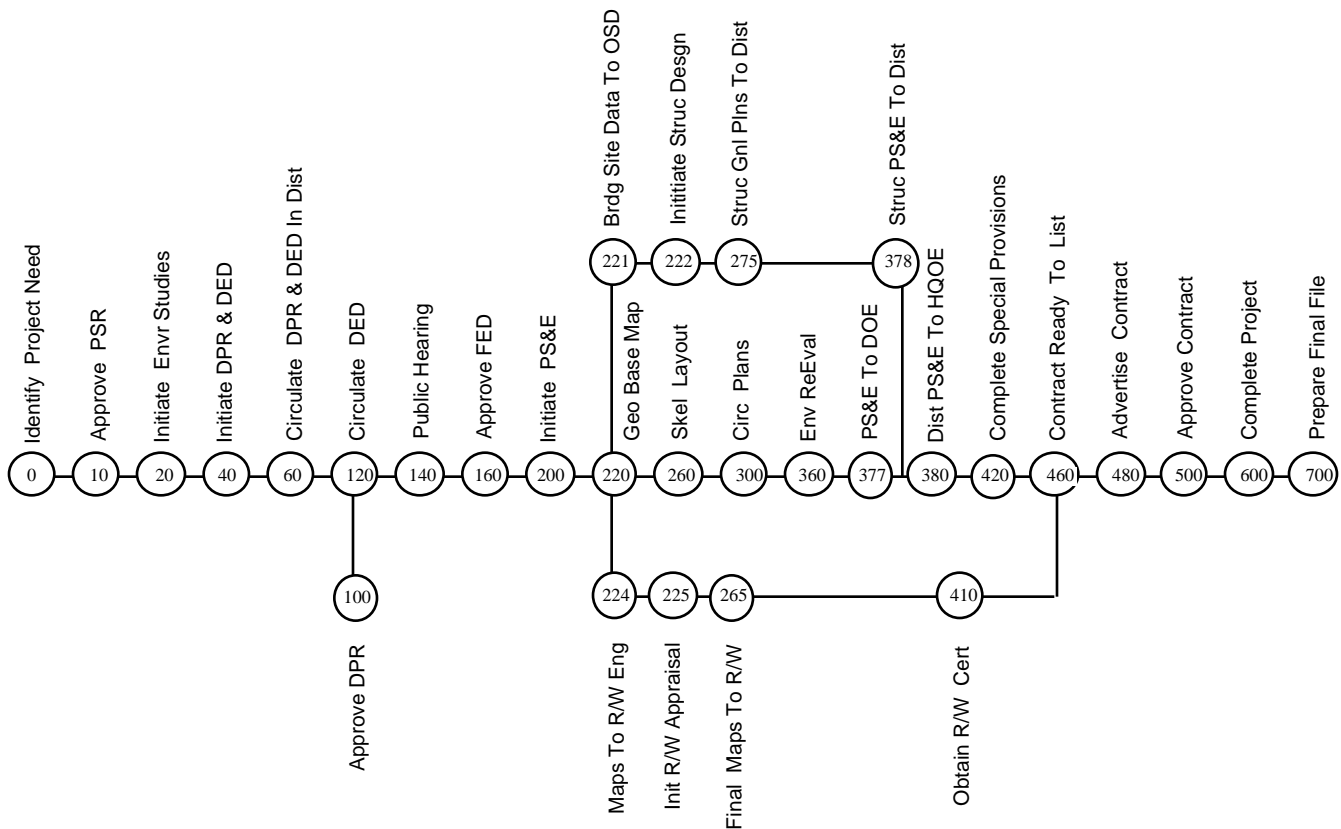 Identify Project Need
Approve PSR
Initiate Envr Studies
Initiate DPR & DED
Circulate DPR & DED In Dist
Circulate DED
Public Hearing
Approve FED
Initiate PS&E
Brdg Site Data To OSD
Inititiate Struc Desgn
Struc Gnl Plns To Dist
Struc PS&E To Dist
221
222
275
378
Geo Base Map
Skel Layout
Circ Plans
Env ReEval
PS&E To DOE
Dist PS&E To HQOE
Complete Special Provisions
Contract Ready To List
Advertise Contract
Approve Contract
Complete Project
Prepare Final File
0
10
20
40
60
120
140
160
200
220
260
300
360
377
380
420
460
480
500
600
700
100
224
225
265
410
Approve DPR
Maps To R/W Eng
Init R/W Appraisal
Final Maps To R/W
Obtain R/W Cert